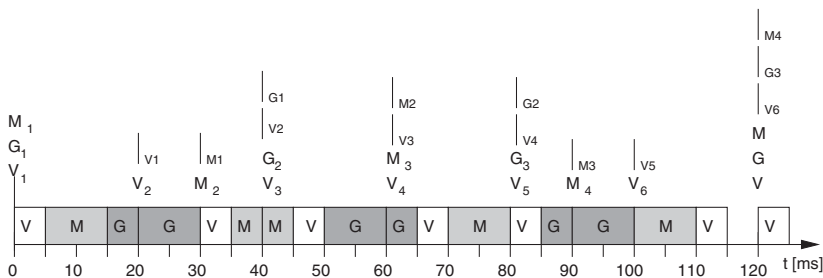 M4
G3
G1 M2 G2 V6
M1 V2 V3 V4 M
G1 V1 M1 G2 M3 G3 M3 V5 G
V1 V2 M2 V3 V4 V5 M4 V6 V
V M G G V M M V G G V M V G G M V V
0 10 20 30 40 50 60 70 80 90 100 110 120 t [ms]